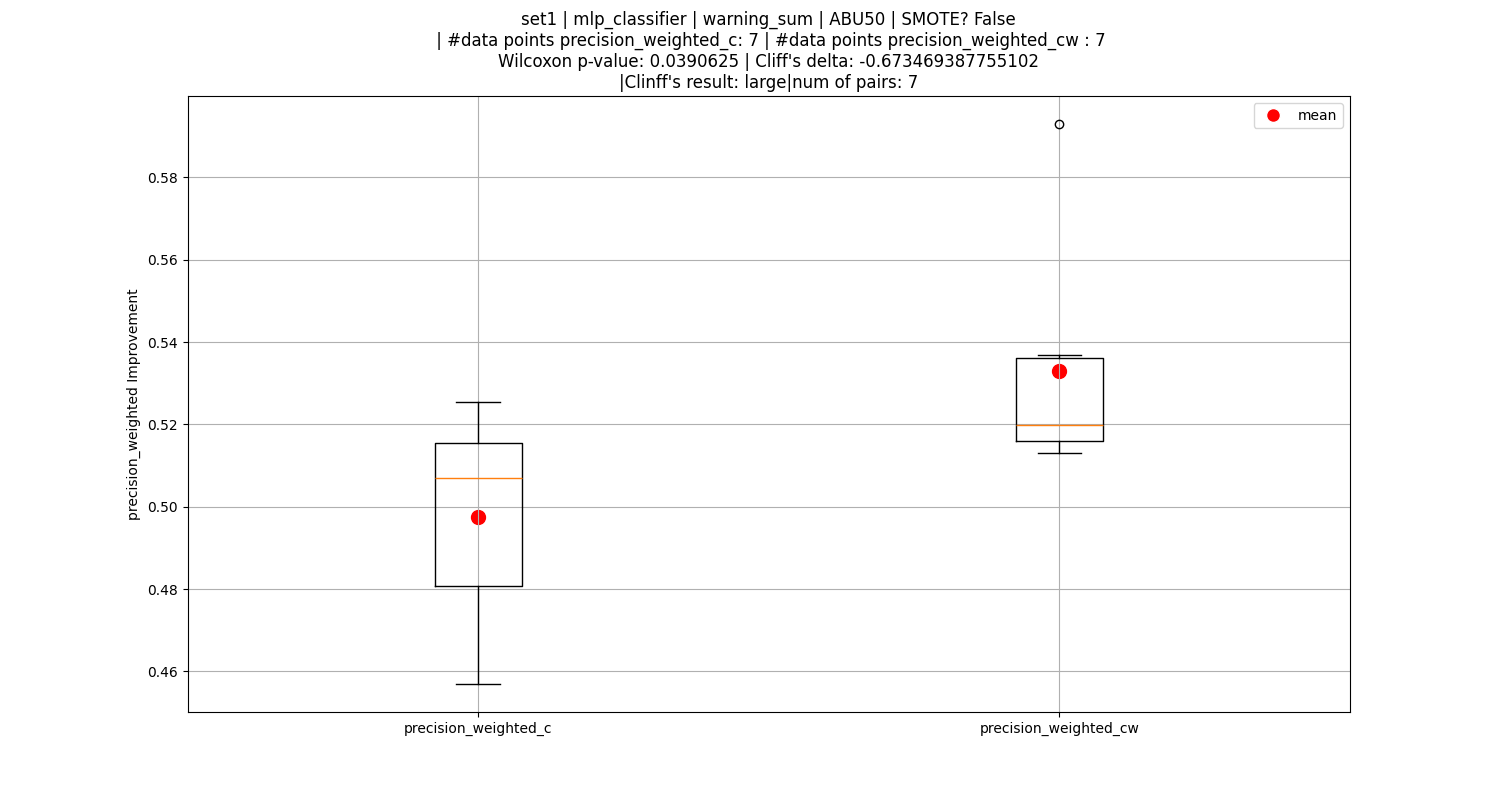 set1 | mlp_classifier | warning_sum | ABU50 | SMOTE? False
| #data points precision_weighted_c: 7 | #data points precision_weighted_cw : 7
Wilcoxon p-value: 0.0390625 | Cliff's delta: -0.673469387755102
|Clinff's result: large|num of pairs: 7
mean
precision_weighted Improvement
0.58
0.56
0.54
0.52
0.50
0.48
0.46
precision_weighted_c
precision_weighted_cw